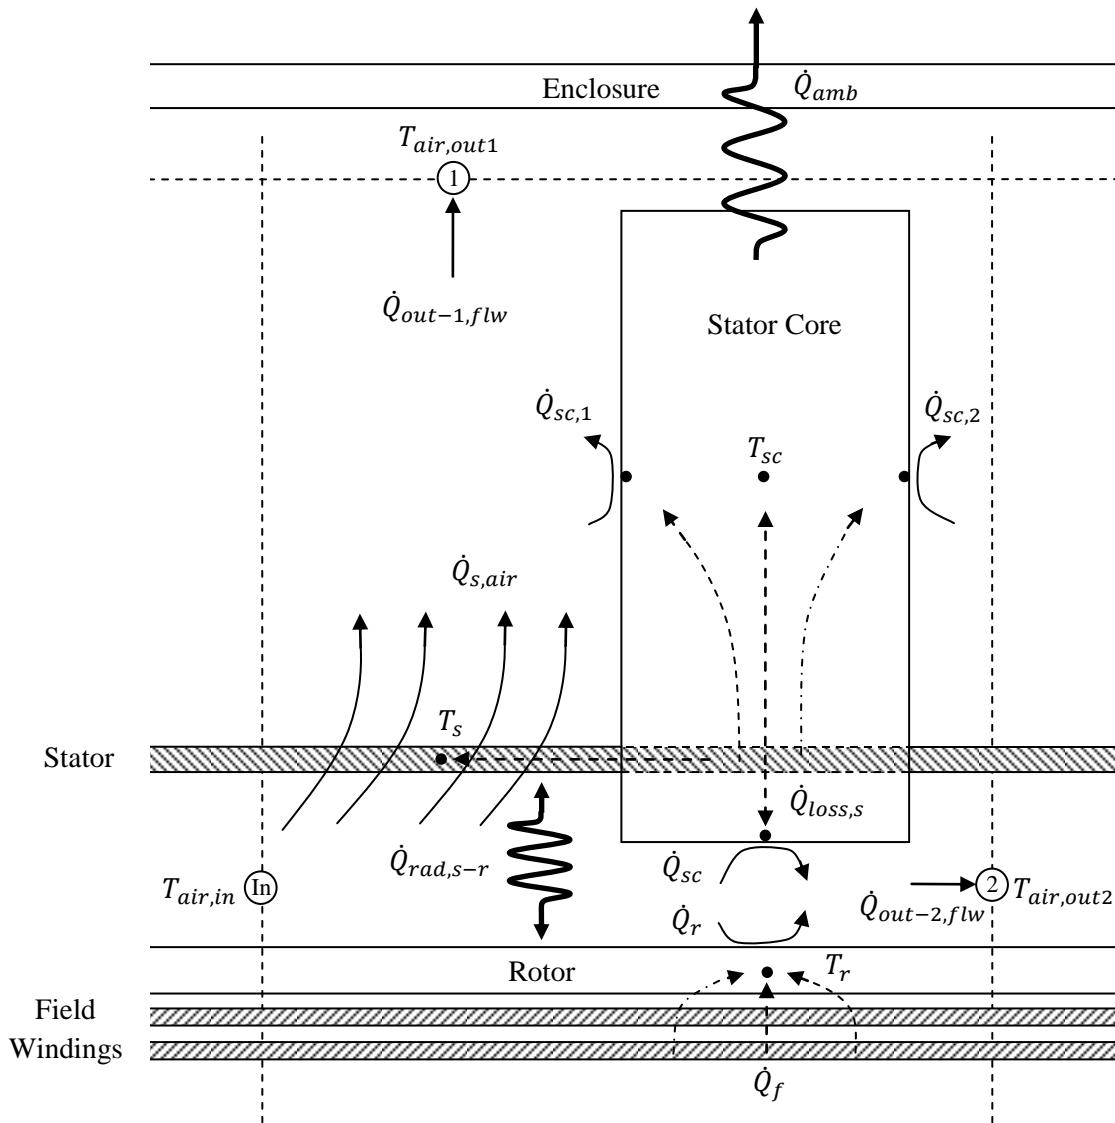 Enclosure
Q̇_amb
T_air,out1
1
Q̇_out−1,flw
Stator Core
Q̇_sc,1
Q̇_sc,2
T_sc
Q̇_s,air
T_s
Stator
Q̇_loss,s
Q̇_rad,s−r
Q̇_sc
T_air,in
In
Q̇_out−2,flw
2
T_air,out2
Q̇_r
Rotor
T_r
Field
Windings
Q̇_f